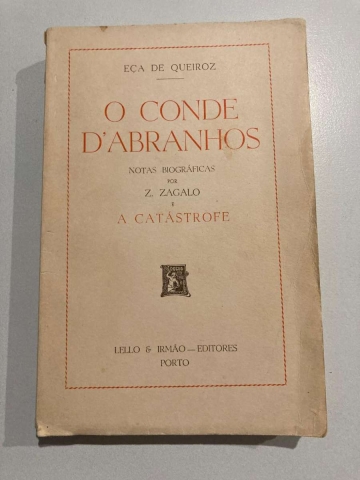 EÇA DE QUEIROZ
O CONDE
D'ABRANHOS
NOTAS BIOGRÁFICAS
POR
Z. ZAGALO
E
A CATÁSTROFE
LELLO & IRMÃO — EDITORES
PORTO